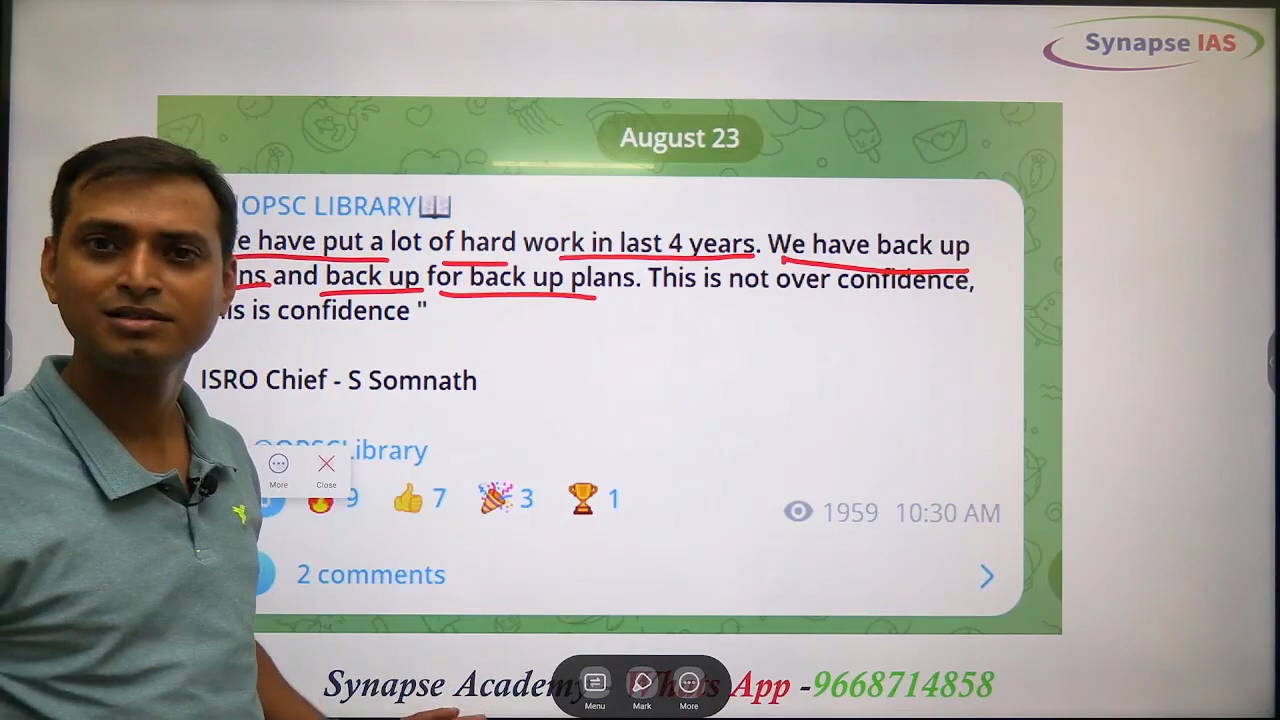 Synapse IAS
August 23
OPSC LIBRARY📖
e have put a lot of hard work in last 4 years. We have back up
ns and back up for back up plans. This is not over confidence,
is is confidence "
ISRO Chief - S Somnath
@OPSCLibrary
More
Close
🔥 9 👍 7 🎉 3 🏆 1
1959 10:30 AM
2 comments
Synapse Academy - Whats App -9668714858
Menu
Mark
More